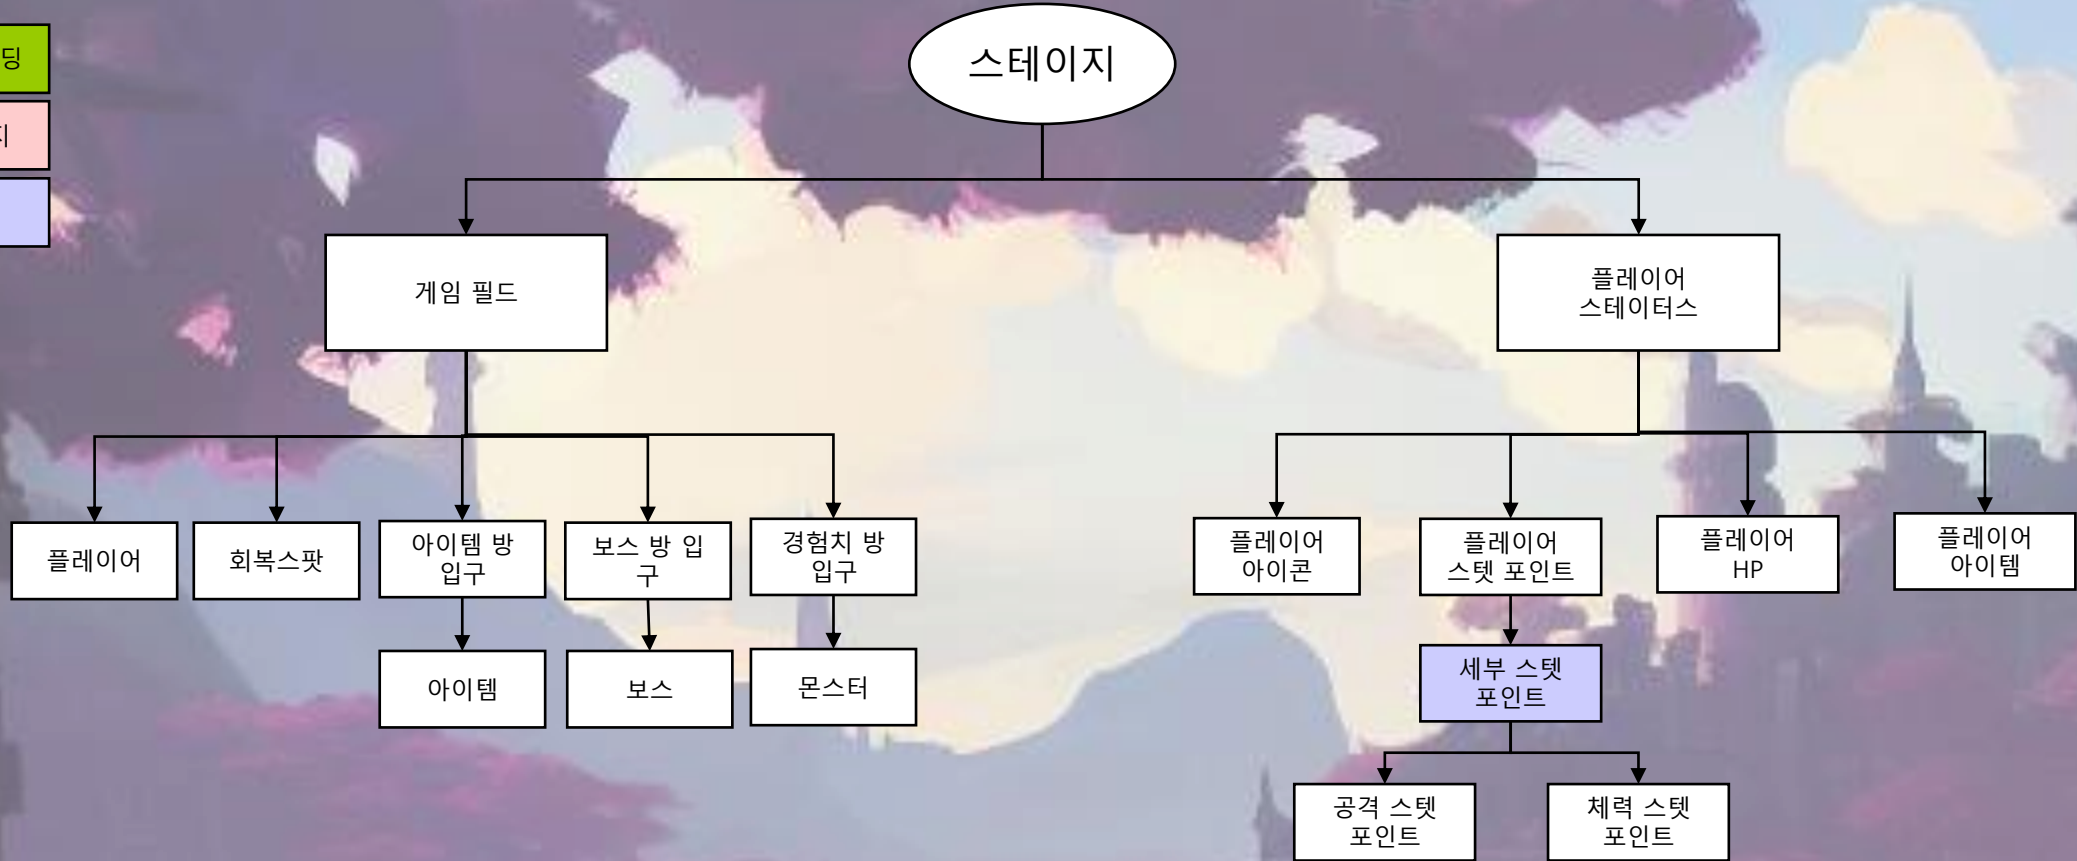 스테이지
딩
지
게임 필드
플레이어
스테이터스
플레이어
회복스팟
아이템 방
입구
보스 방 입
구
경험치 방
입구
플레이어
아이콘
플레이어
스텟 포인트
플레이어
HP
플레이어
아이템
아이템
보스
몬스터
세부 스텟
포인트
공격 스텟
포인트
체력 스텟
포인트